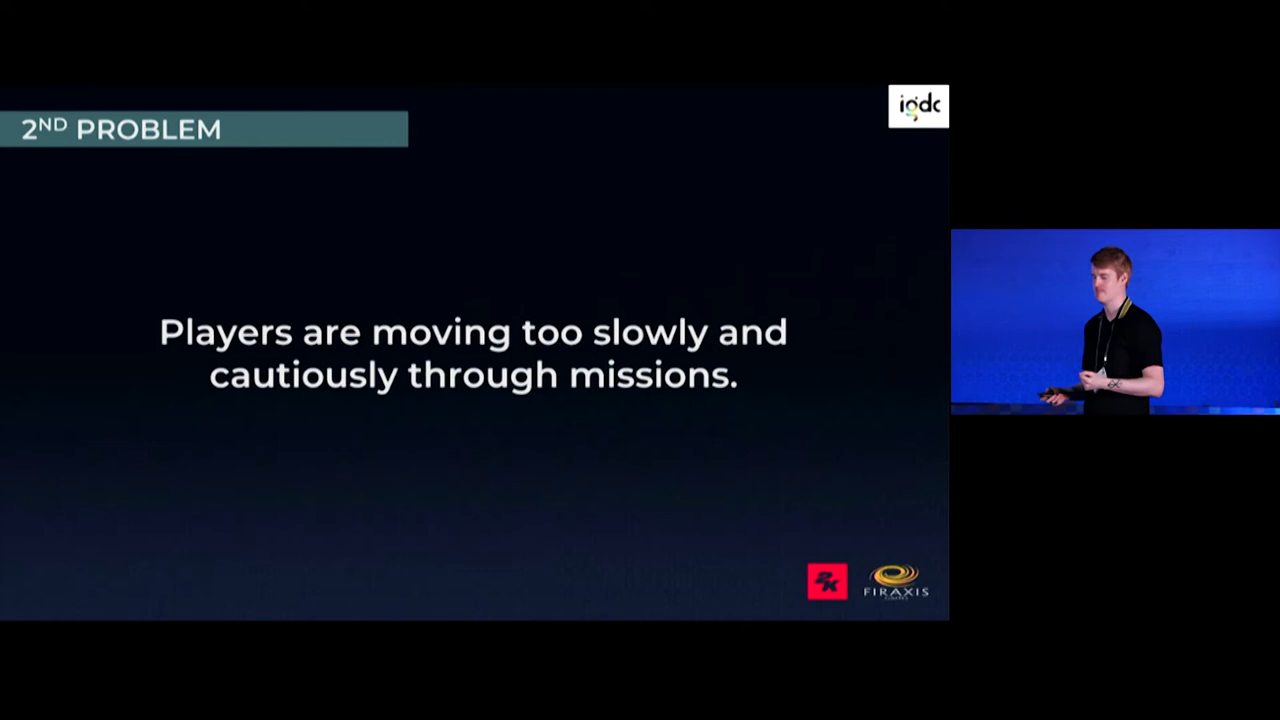 igdc
2ND PROBLEM
Players are moving too slowly and
cautiously through missions.
2K
FIRAXIS